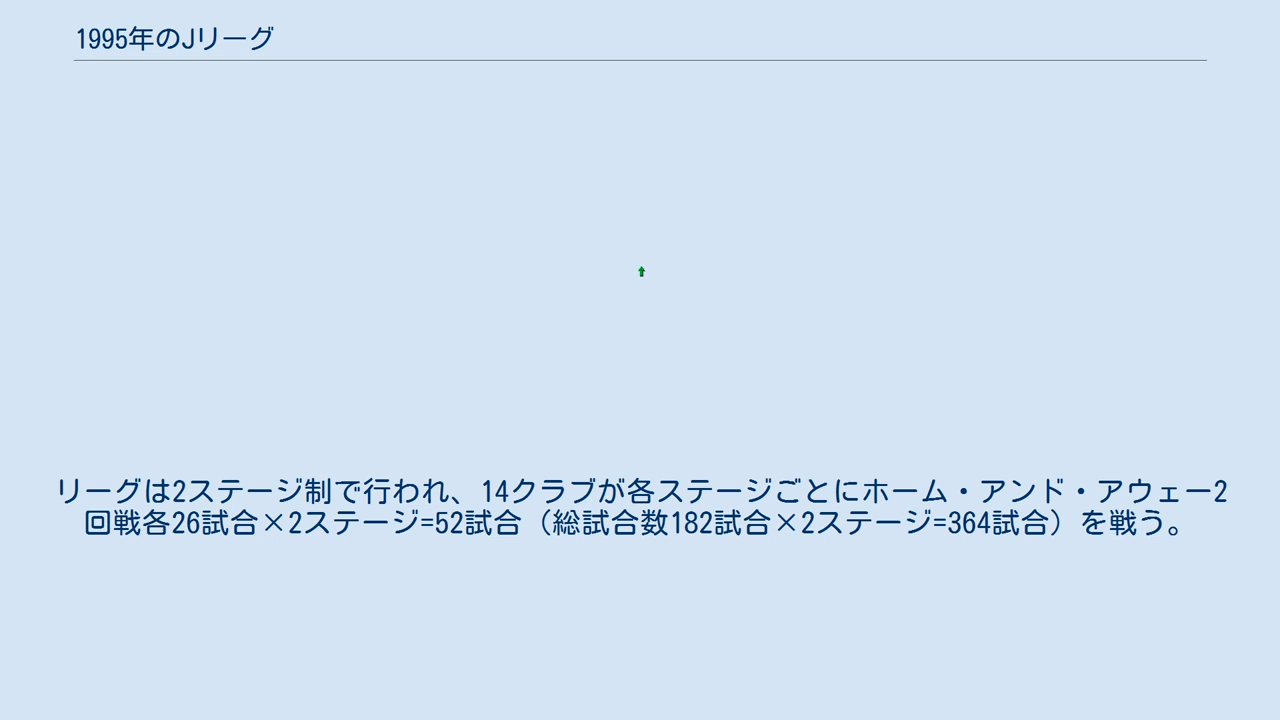 1995年のJリーグ
リーグは2ステージ制で行われ、14クラブが各ステージごとにホーム・アンド・アウェー2
回戦各26試合×2ステージ=52試合（総試合数182試合×2ステージ=364試合）を戦う。